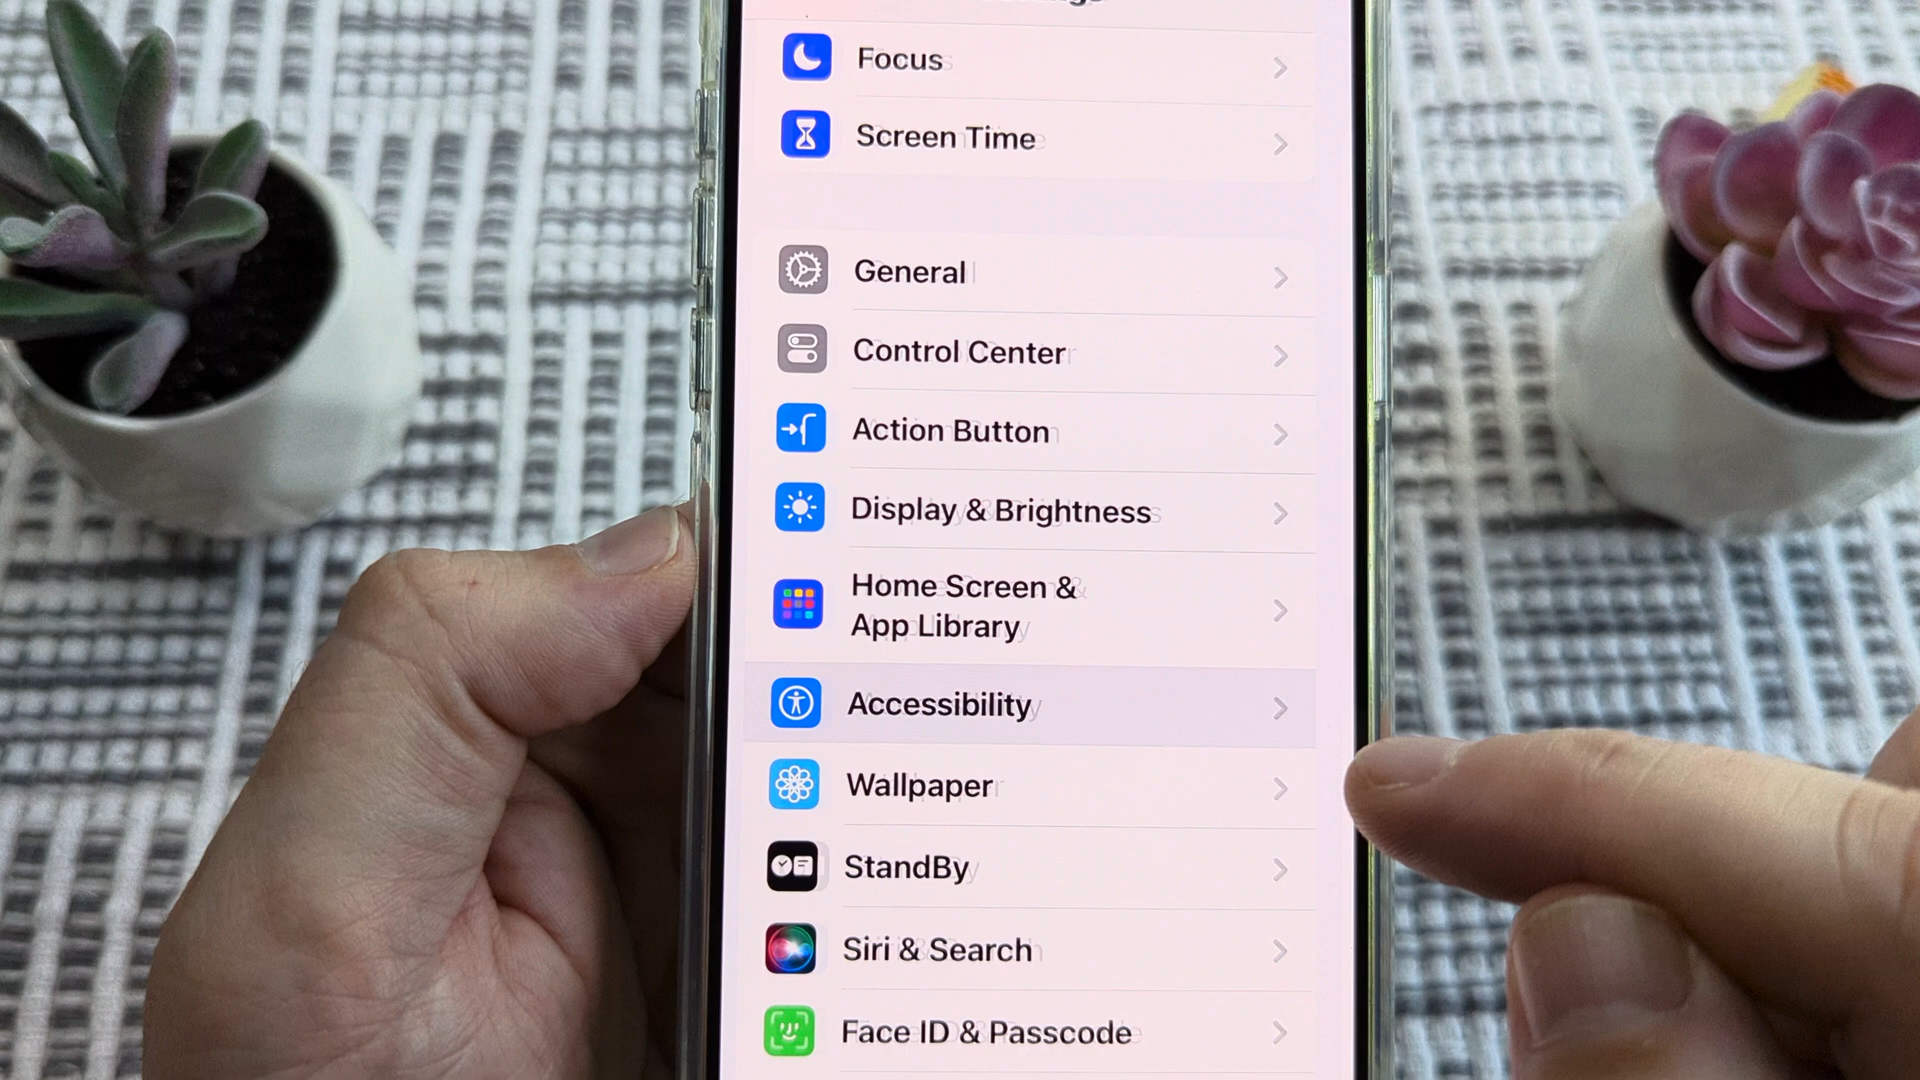 Focus
Screen Time
General
Control Center
Action Button
Display & Brightness
Home Screen &
App Library
Accessibility
Wallpaper
StandBy
Siri & Search
Face ID & Passcode